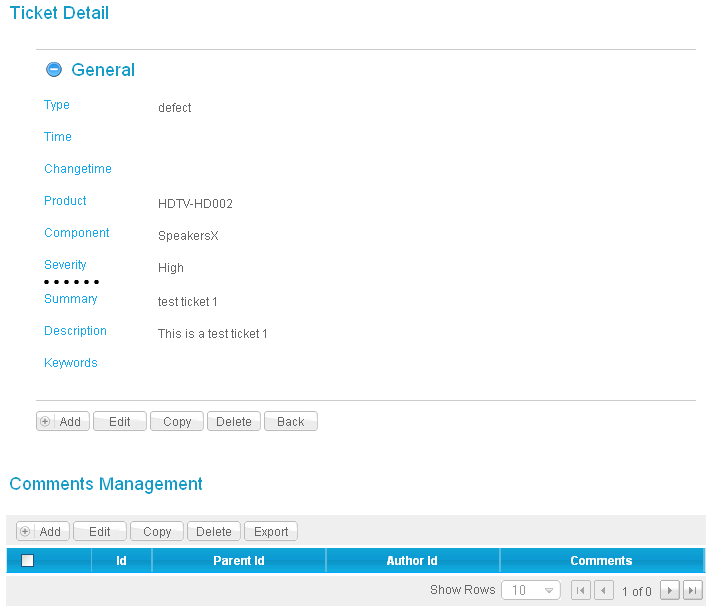 Ticket Detail
General
Type defect
Time
Changetime
Product HDTV-HD002
Component SpeakersX
Severity High
Summary test ticket 1
Description This is a test ticket 1
Keywords
Add Edit Copy Delete Back
Comments Management
Add Edit Copy Delete Export
Id Parent Id Author Id Comments
Show Rows 10 1 of 0